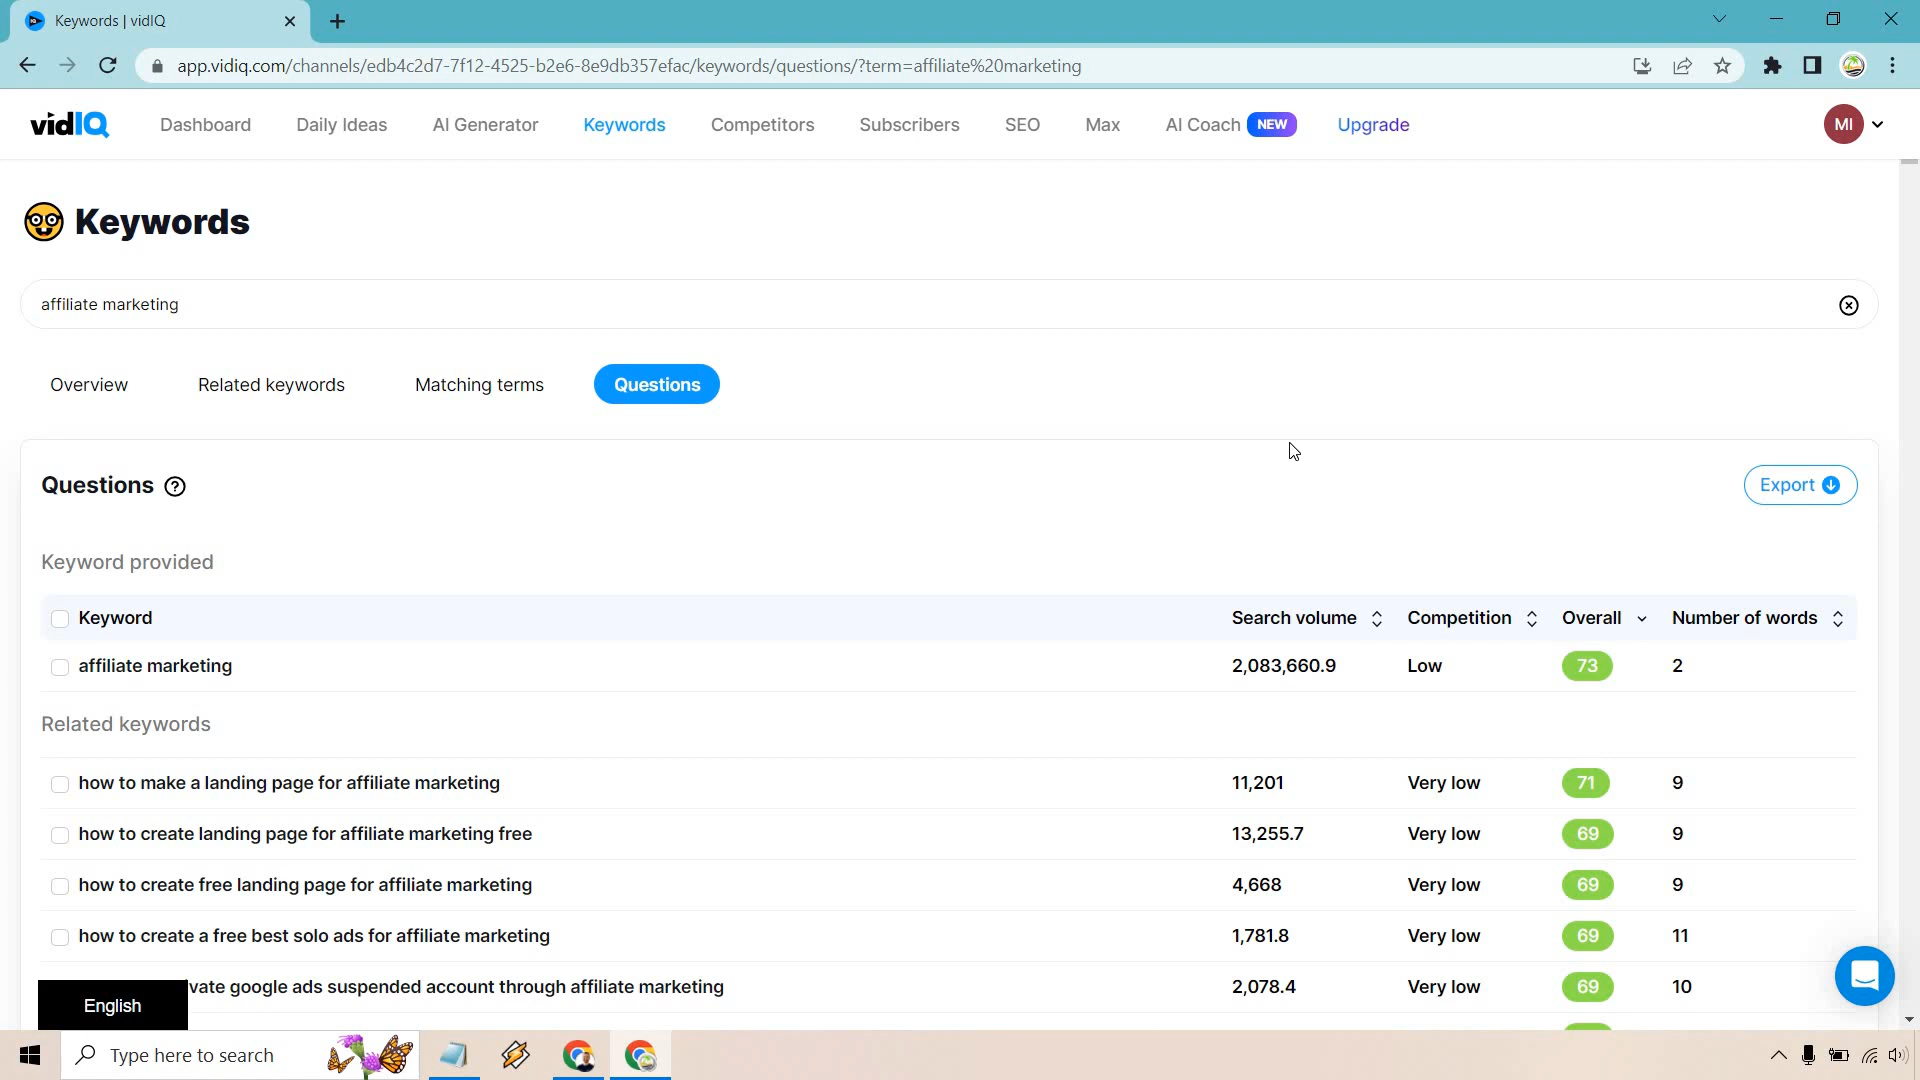 Keywords | vidIQ
app.vidiq.com/channels/edb4c2d7-7f12-4525-b2e6-8e9db357efac/keywords/questions/?term=affiliate%20marketing
vidIQ Dashboard Daily Ideas AI Generator Keywords Competitors Subscribers SEO Max AI Coach NEW Upgrade MI
Keywords
affiliate marketing
Overview Related keywords Matching terms Questions
Questions Export
Keyword provided
Keyword Search volume Competition Overall Number of words
affiliate marketing 2,083,660.9 Low 73 2
Related keywords
how to make a landing page for affiliate marketing 11,201 Very low 71 9
how to create landing page for affiliate marketing free 13,255.7 Very low 69 9
how to create free landing page for affiliate marketing 4,668 Very low 69 9
how to create a free best solo ads for affiliate marketing 1,781.8 Very low 69 11
vate google ads suspended account through affiliate marketing 2,078.4 Very low 69 10
English
Type here to search